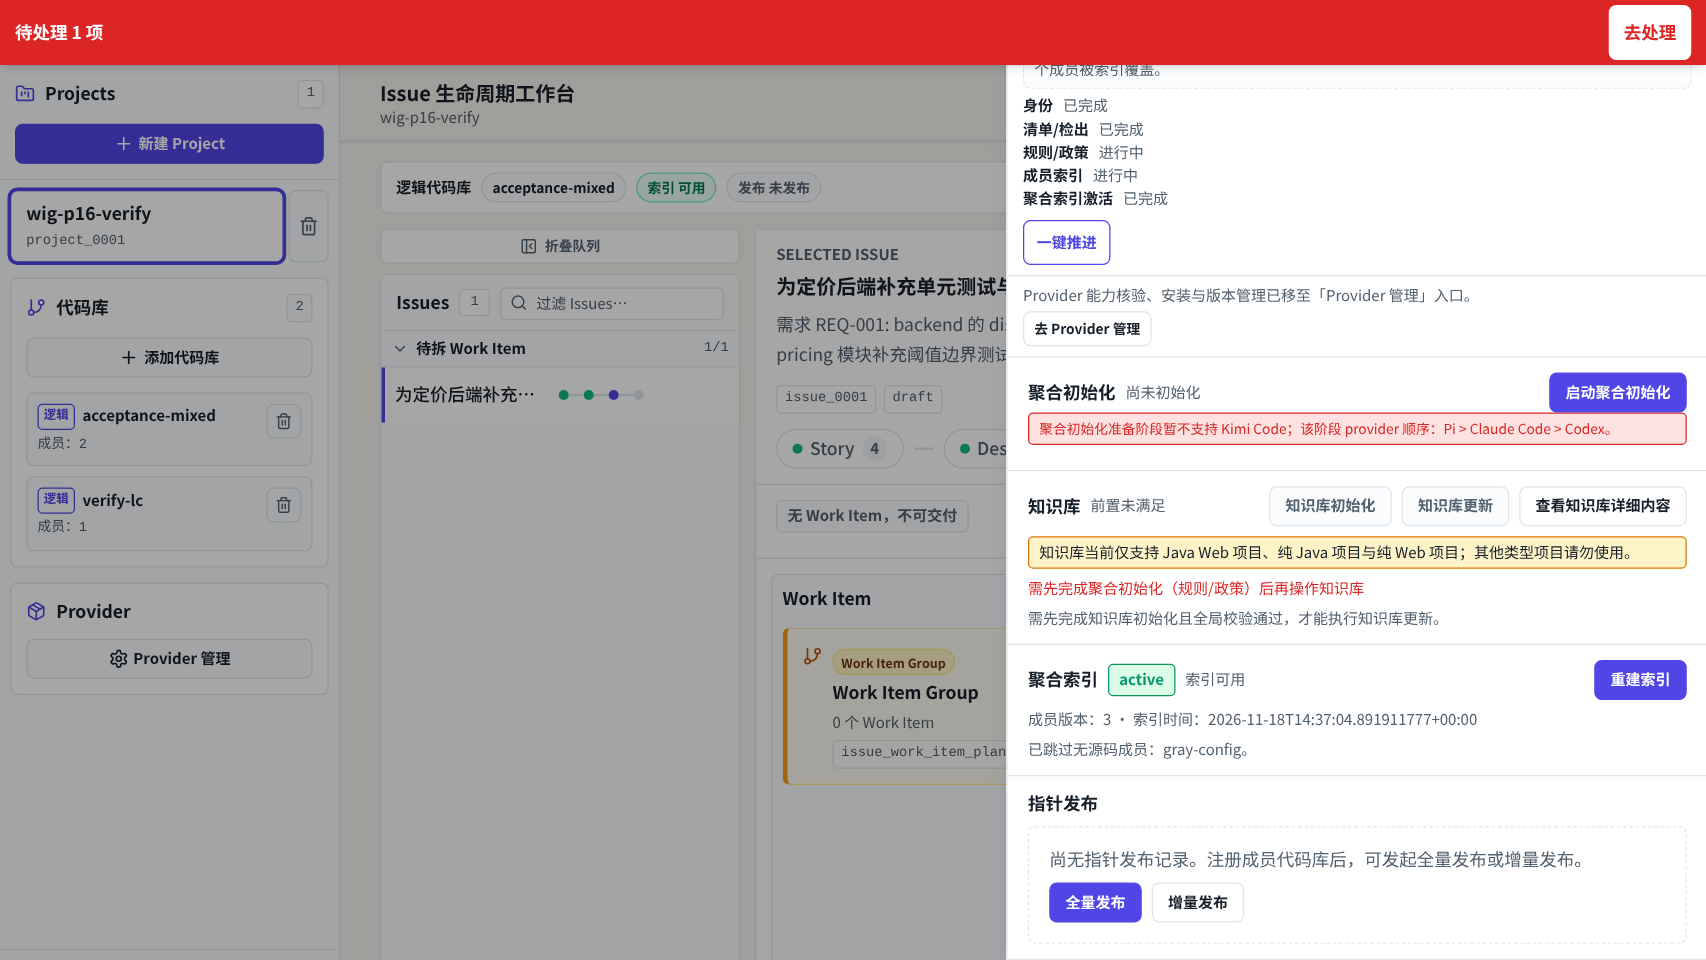 待处理 1 项
去处理
Projects
1
新建 Project
wig-p16-verify
project_0001
代码库
2
添加代码库
逻辑
acceptance-mixed
成员：2
逻辑
verify-lc
成员：1
Provider
Provider 管理
Issue 生命周期工作台
wig-p16-verify
逻辑代码库
acceptance-mixed
索引 可用
发布 未发布
折叠队列
Issues
1
过滤 Issues…
待拆 Work Item
1/1
为定价后端补充…
SELECTED ISSUE
为定价后端补充单元测试与
需求 REQ-001: backend 的 di
pricing 模块补充阈值边界测试
issue_0001
draft
Story
4
Des
无 Work Item，不可交付
Work Item
Work Item Group
Work Item Group
0 个 Work Item
issue_work_item_plan
个成员被索引覆盖。
身份 已完成
清单/检出 已完成
规则/政策 进行中
成员索引 进行中
聚合索引激活 已完成
一键推进
Provider 能力核验、安装与版本管理已移至「Provider 管理」入口。
去 Provider 管理
聚合初始化 尚未初始化
启动聚合初始化
聚合初始化准备阶段暂不支持 Kimi Code；该阶段 provider 顺序：Pi > Claude Code > Codex。
知识库 前置未满足
知识库初始化
知识库更新
查看知识库详细内容
知识库当前仅支持 Java Web 项目、纯 Java 项目与纯 Web 项目；其他类型项目请勿使用。
需先完成聚合初始化（规则/政策）后再操作知识库
需先完成知识库初始化且全局校验通过，才能执行知识库更新。
聚合索引
active
索引可用
重建索引
成员版本：3 · 索引时间：2026-11-18T14:37:04.891911777+00:00
已跳过无源码成员：gray-config。
指针发布
尚无指针发布记录。注册成员代码库后，可发起全量发布或增量发布。
全量发布
增量发布